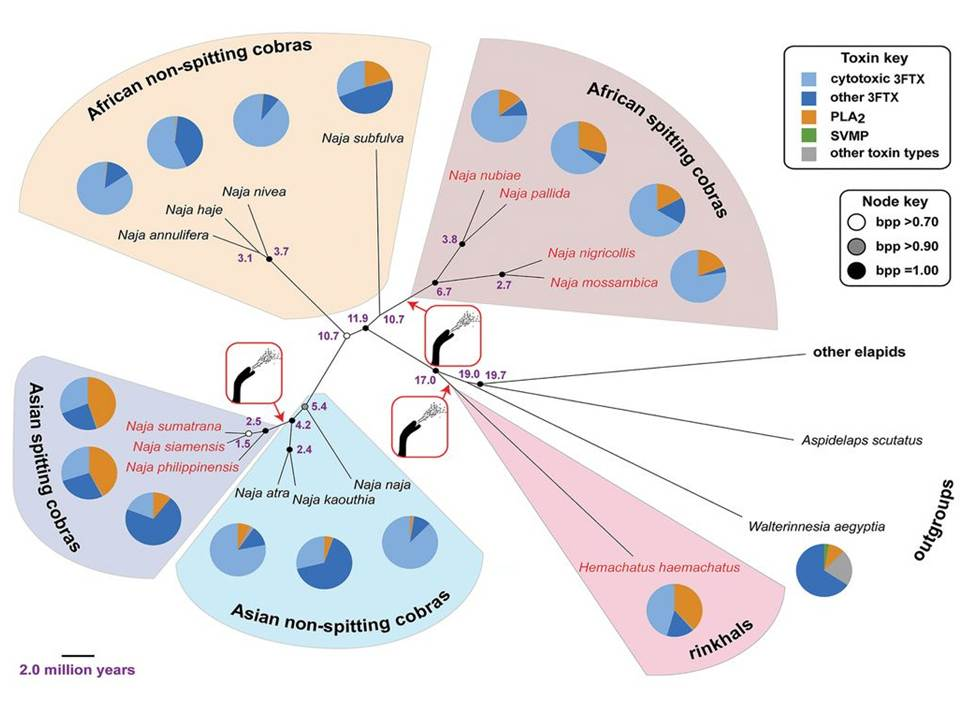 African non-spitting cobras
Naja subfulva
Naja nivea
Naja haje
Naja annulifera
3.1
3.7
African spitting cobras
Naja nubiae
Naja pallida
3.8
Naja nigricollis
Naja mossambica
6.7
2.7
Toxin key
cytotoxic 3FTX
other 3FTX
PLA2
SVMP
other toxin types
Node key
bpp >0.70
bpp >0.90
bpp =1.00
10.7
11.9
10.7
17.0
19.0
19.7
other elapids
Aspidelaps scutatus
Walterinnesia aegyptia
outgroups
Hemachatus haemachatus
rinkhals
Asian spitting cobras
Naja sumatrana
Naja siamensis
Naja philippinensis
2.5
1.5
5.4
4.2
2.4
Naja atra
Naja kaouthia
Naja naja
Asian non-spitting cobras
2.0 million years